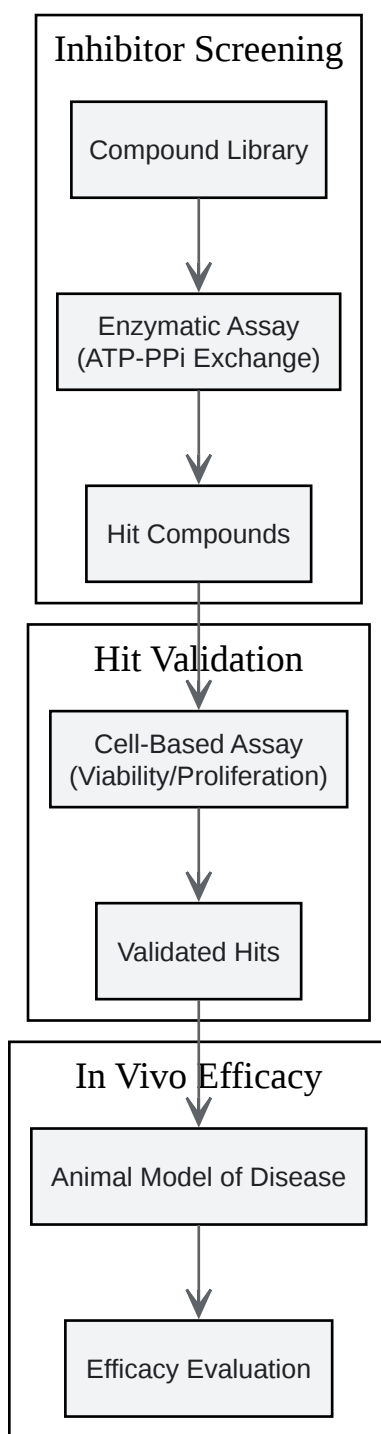 Inhibitor Screening
Compound Library
Enzymatic Assay
(ATP-PPi Exchange)
Hit Compounds
Hit Validation
Cell-Based Assay
(Viability/Proliferation)
Validated Hits
In Vivo Efficacy
Animal Model of Disease
Efficacy Evaluation